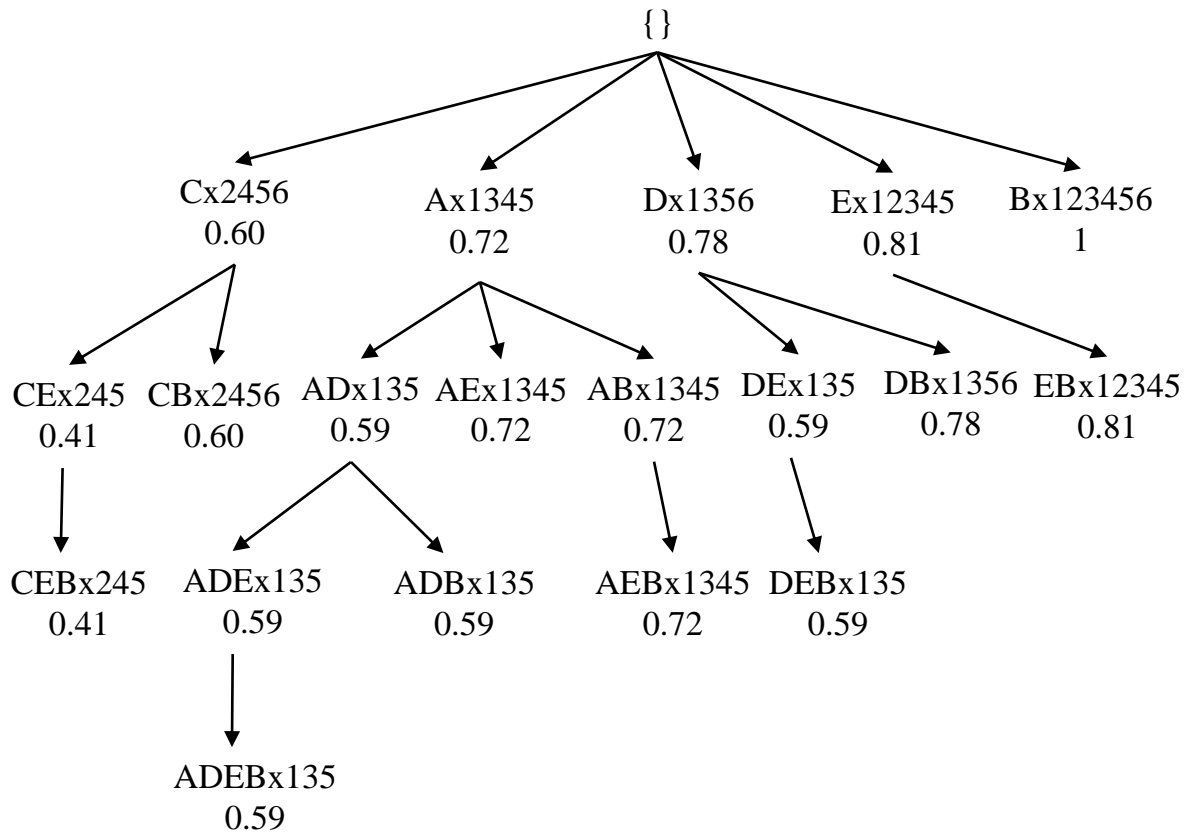 {}
Cx2456
0.60
Ax1345
0.72
Dx1356
0.78
Ex12345
0.81
Bx123456
1
CEx245
0.41
CBx2456
0.60
ADx135
0.59
AEx1345
0.72
ABx1345
0.72
DEx135
0.59
DBx1356
0.78
EBx12345
0.81
CEBx245
0.41
ADEx135
0.59
ADBx135
0.59
AEBx1345
0.72
DEBx135
0.59
ADEBx135
0.59